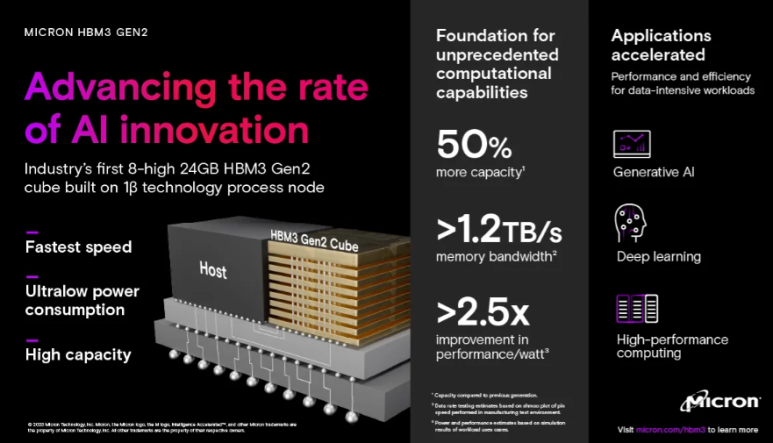 MICRON HBM3 GEN2
Advancing the rate
of AI innovation
Industry's first 8-high 24GB HBM3 Gen2
cube built on 1β technology process node
Fastest speed
Ultralow power
consumption
High capacity
Host
HBM3 Gen2 Cube
© 2023 Micron Technology, Inc. Micron, the Micron logo, the M logo, Intelligence Accelerated™, and other Micron trademarks are
the property of Micron Technology, Inc. All other trademarks are the property of their respective owners.
Foundation for
unprecedented
computational
capabilities
50%
more capacity¹
>1.2TB/s
memory bandwidth²
>2.5x
improvement in
performance/watt³
¹ Capacity compared to previous generation.
² Data rate testing estimates based on shmoo plot of pin
speed performed in manufacturing test environment.
³ Power and performance estimates based on simulation
results of workload uses cases.
Applications
accelerated
Performance and efficiency
for data-intensive workloads
Generative AI
Deep learning
High-performance
computing
Micron
Visit micron.com/hbm3 to learn more